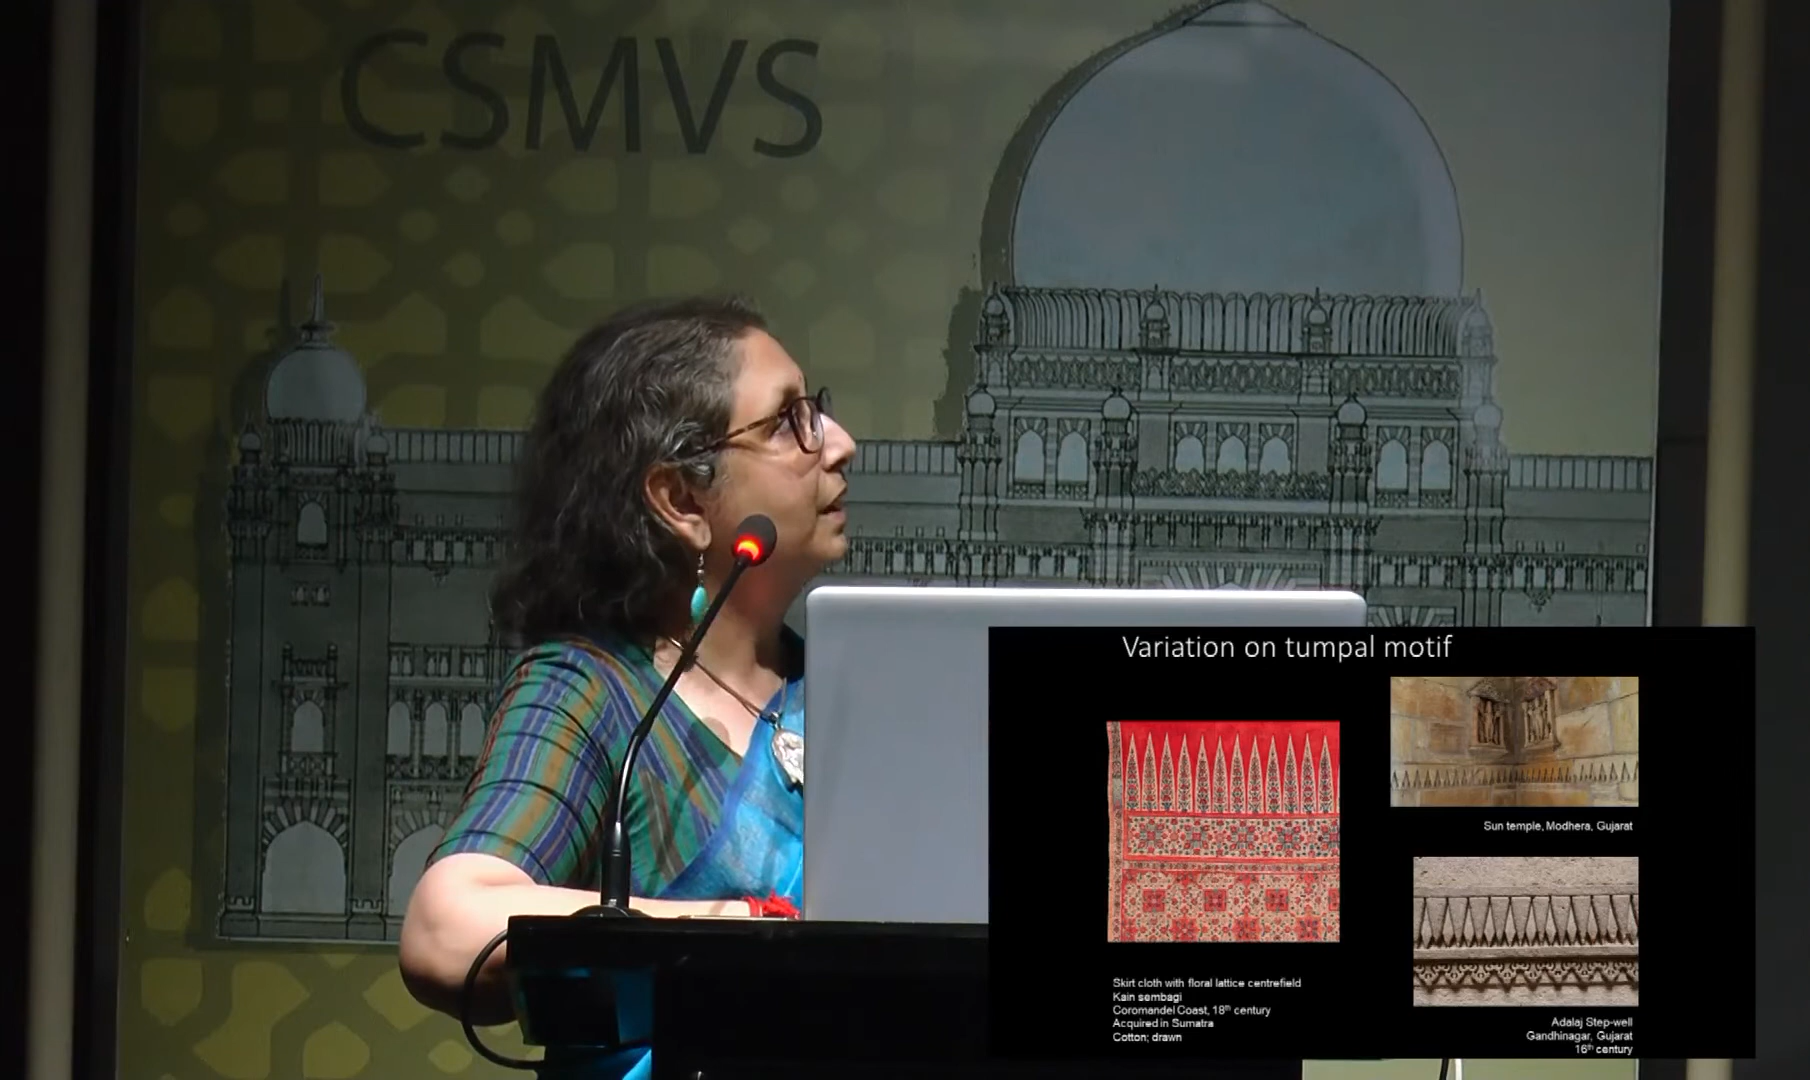 CSMVS
Variation on tumpal motif
Sun temple, Modhera, Gujarat
Skirt cloth with floral lattice centrefield
Kain sembagi
Coromandel Coast, 18th century
Acquired in Sumatra
Cotton; drawn
Adalaj Step-well
Gandhinagar, Gujarat
16th century